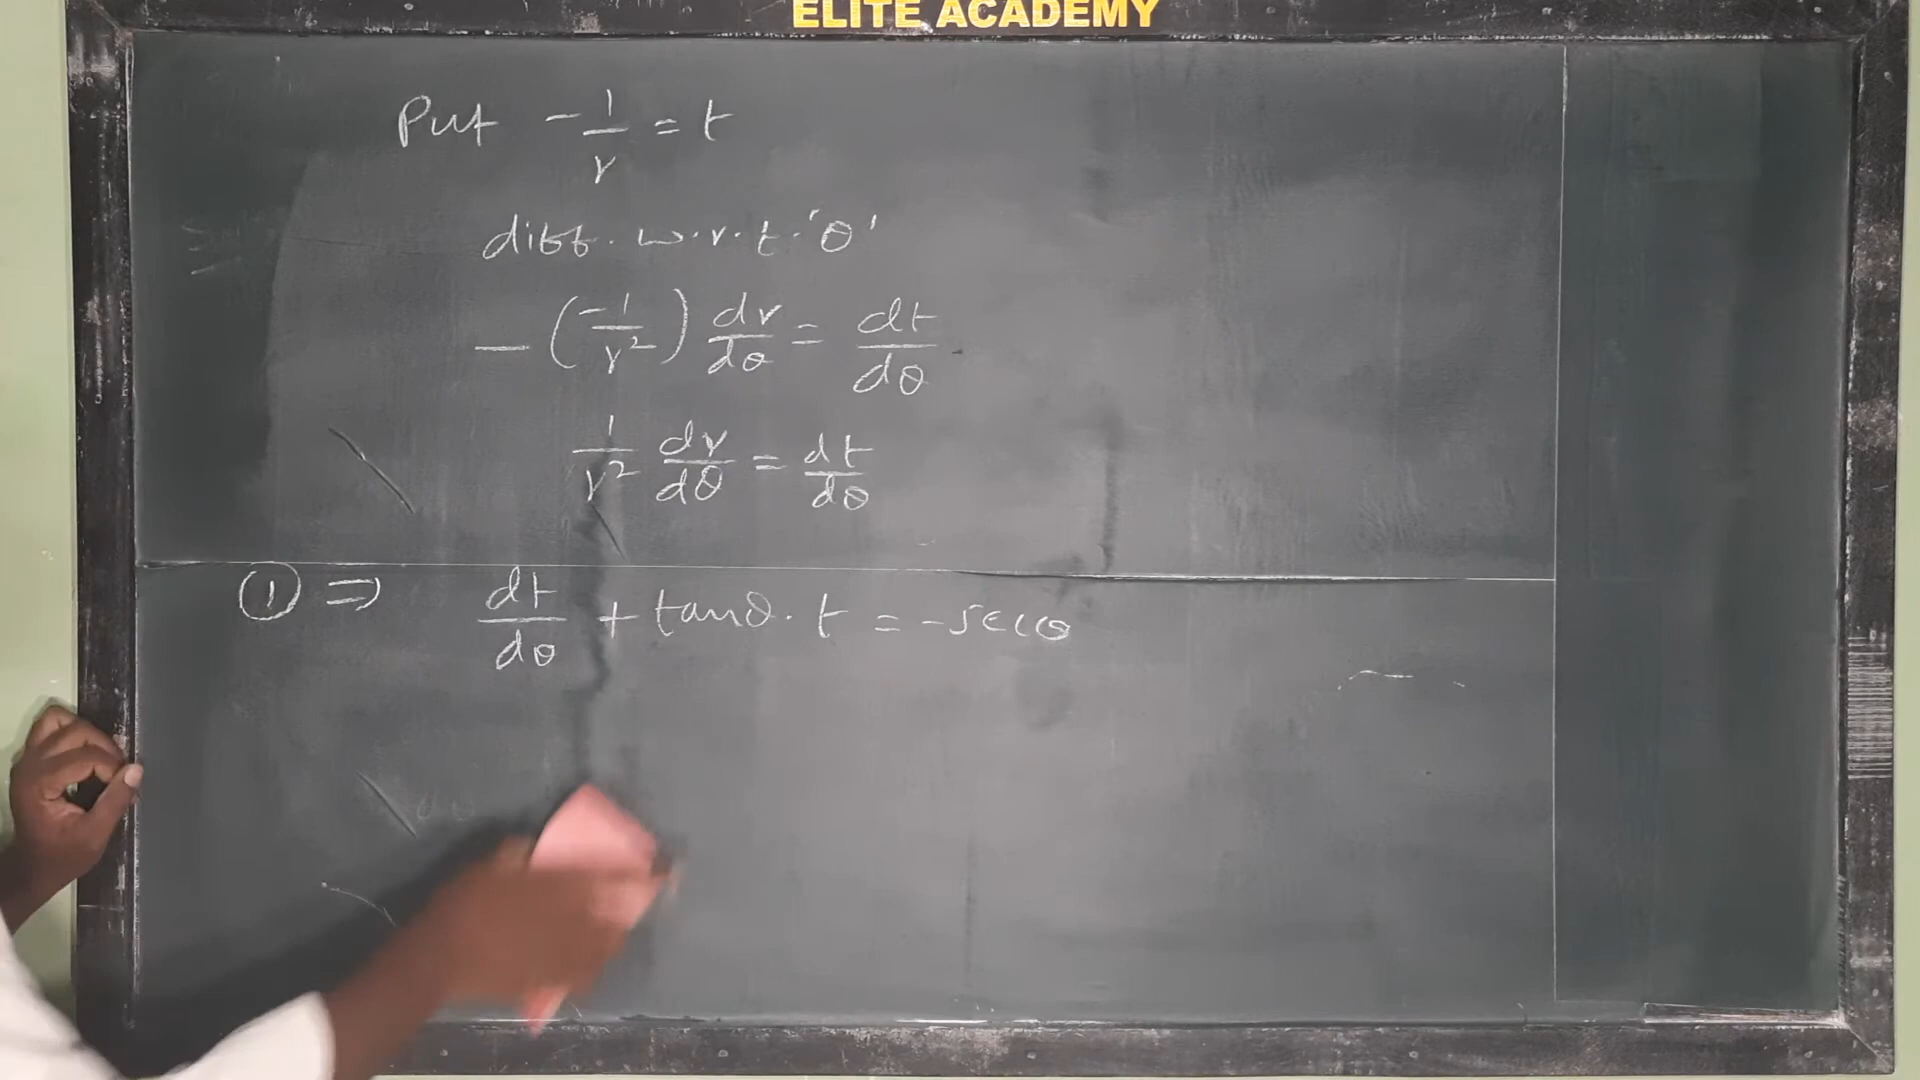 ELITE ACADEMY
Put -1/r = t
diff. w.r.t. 'θ'
-(-1/r²) dr/dθ = dt/dθ
1/r² dr/dθ = dt/dθ
① ⇒ dt/dθ + tanθ. t = -secθ